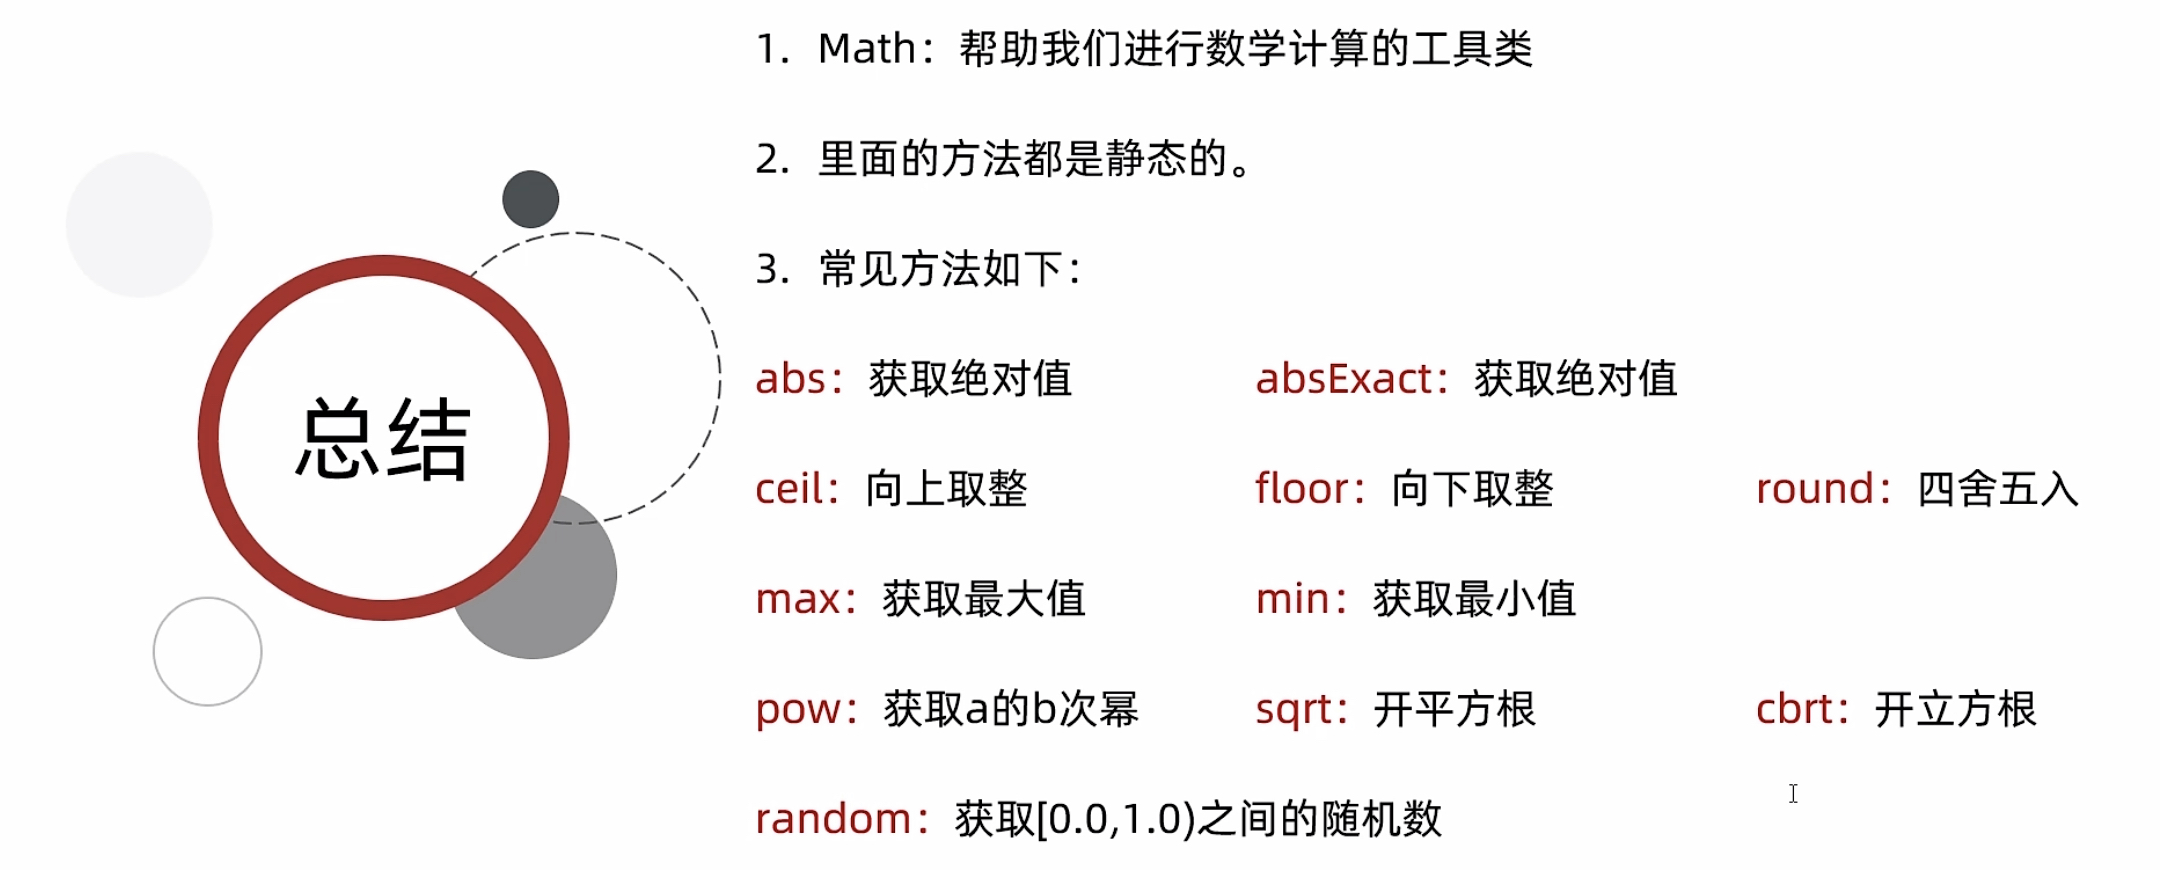 总结
1. Math：帮助我们进行数学计算的工具类
2. 里面的方法都是静态的。
3. 常见方法如下：
abs：获取绝对值 absExact：获取绝对值
ceil：向上取整 floor：向下取整 round：四舍五入
max：获取最大值 min：获取最小值
pow：获取a的b次幂 sqrt：开平方根 cbrt：开立方根
random：获取[0.0,1.0)之间的随机数